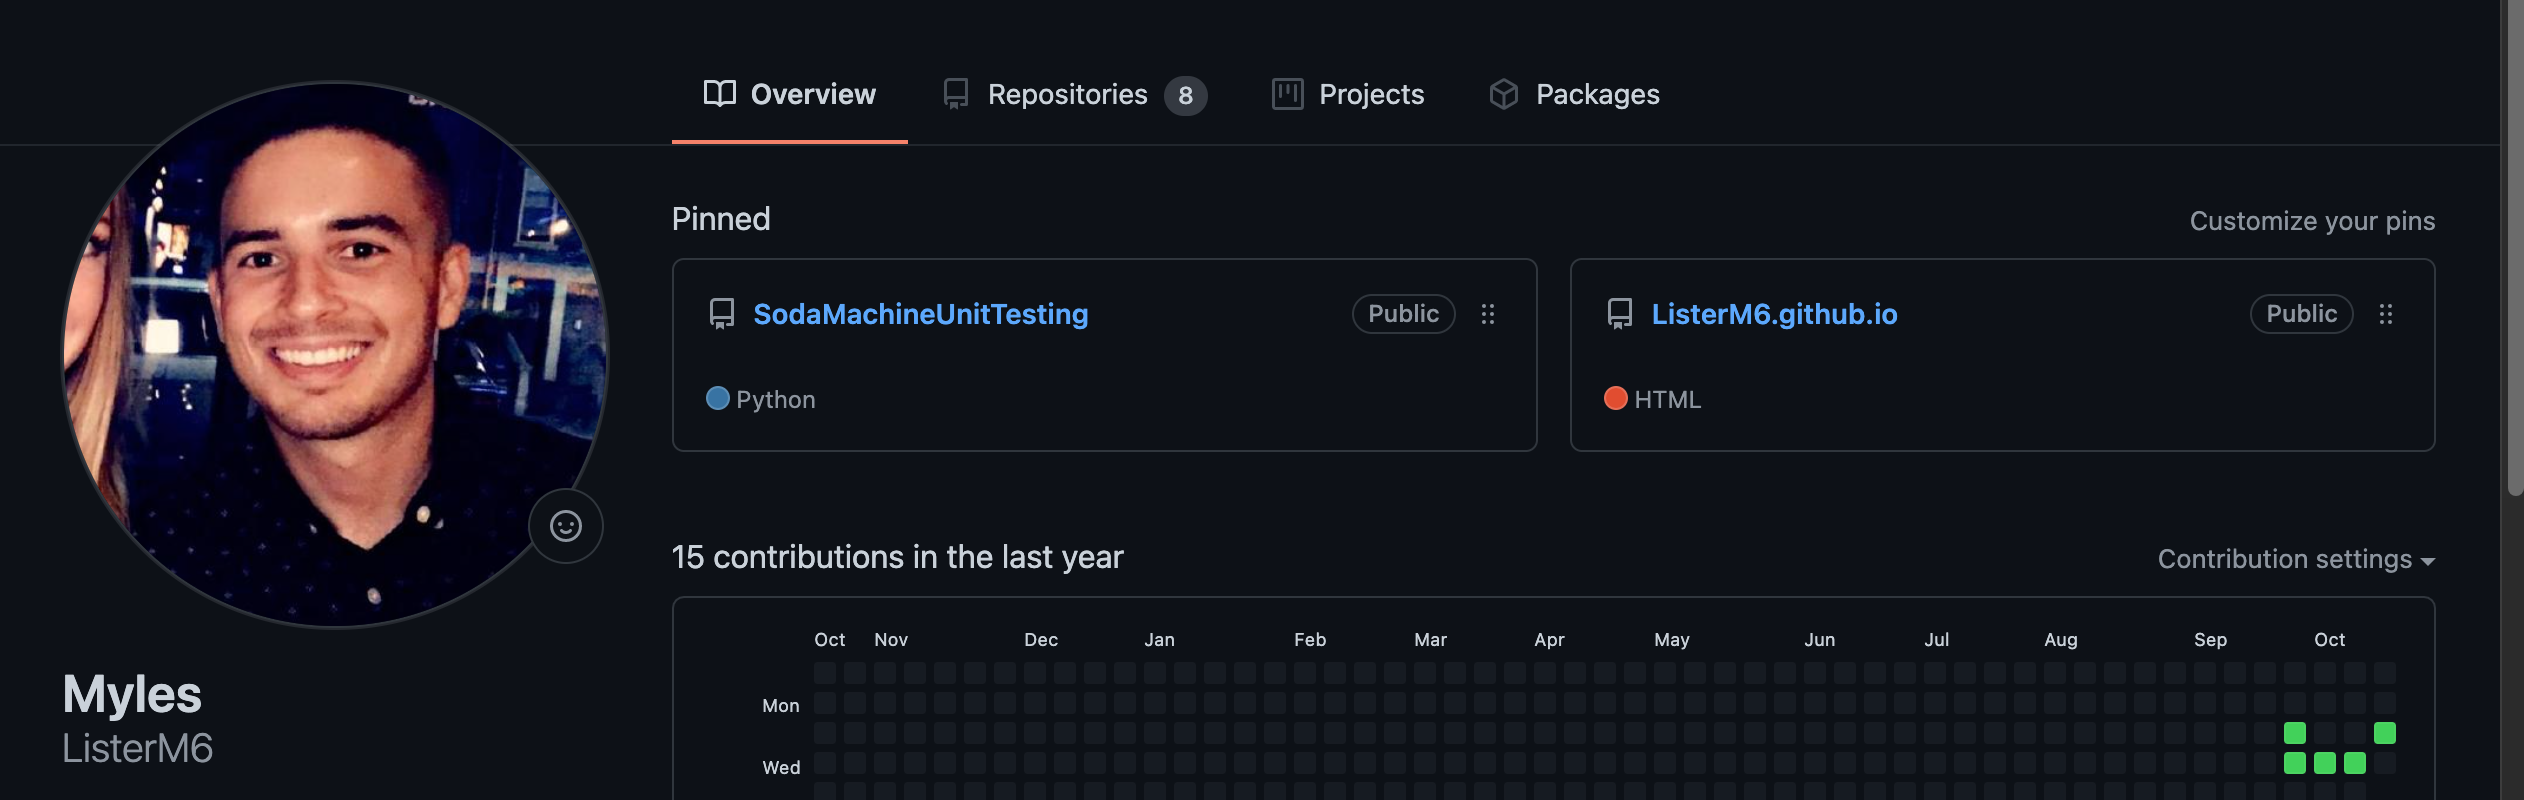 Overview
Repositories 8
Projects
Packages
Pinned
Customize your pins
SodaMachineUnitTesting
Public
Python
ListerM6.github.io
Public
HTML
15 contributions in the last year
Contribution settings
Oct Nov Dec Jan Feb Mar Apr May Jun Jul Aug Sep Oct
Mon
Wed
Myles
ListerM6